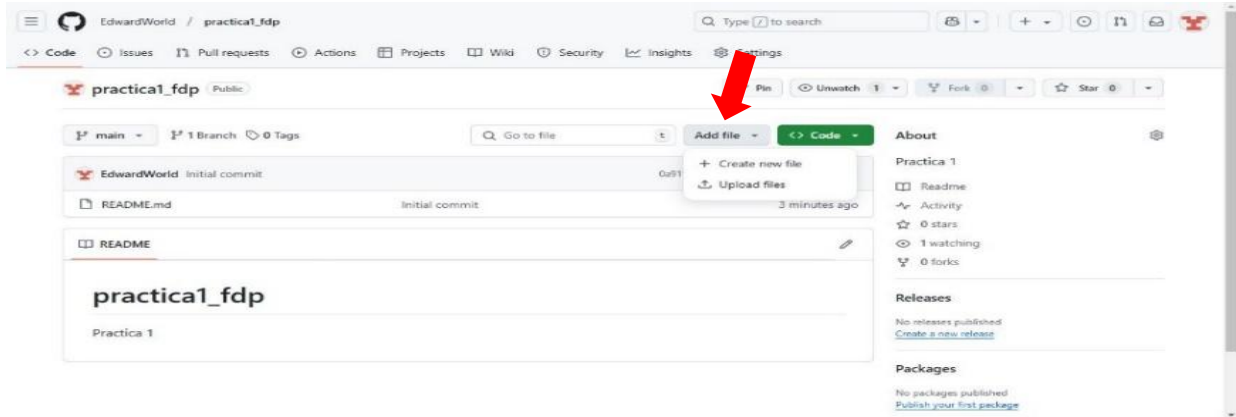 EdwardWorld / practica1_fdp
Type / to search
<> Code Issues Pull requests Actions Projects Wiki Security Insights Settings
practica1_fdp Public
Pin Unwatch 1 Fork 0 Star 0
main 1 Branch 0 Tags
Go to file t
Add file <> Code
+ Create new file
Upload files
EdwardWorld Initial commit
README.md Initial commit 3 minutes ago
README
practica1_fdp
Practica 1
About
Practica 1
Readme
Activity
0 stars
1 watching
0 forks
Releases
No releases published
Create a new release
Packages
No packages published
Publish your first package